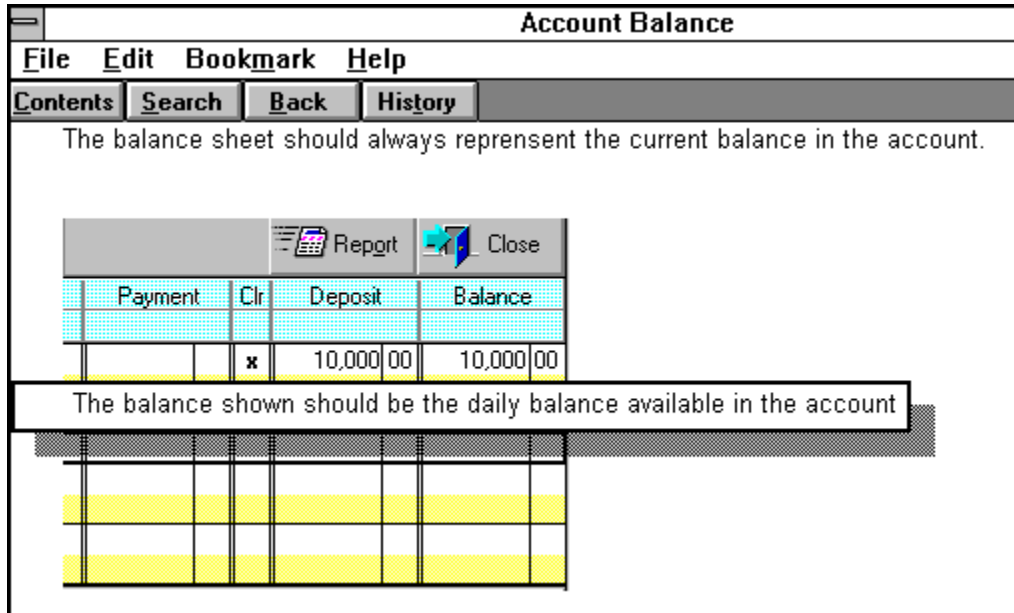 Account Balance
File Edit Bookmark Help
Contents Search Back History
The balance sheet should always reprensent the current balance in the account.
Report Close
Payment Clr Deposit Balance
x 10,000 00 10,000 00
The balance shown should be the daily balance available in the account